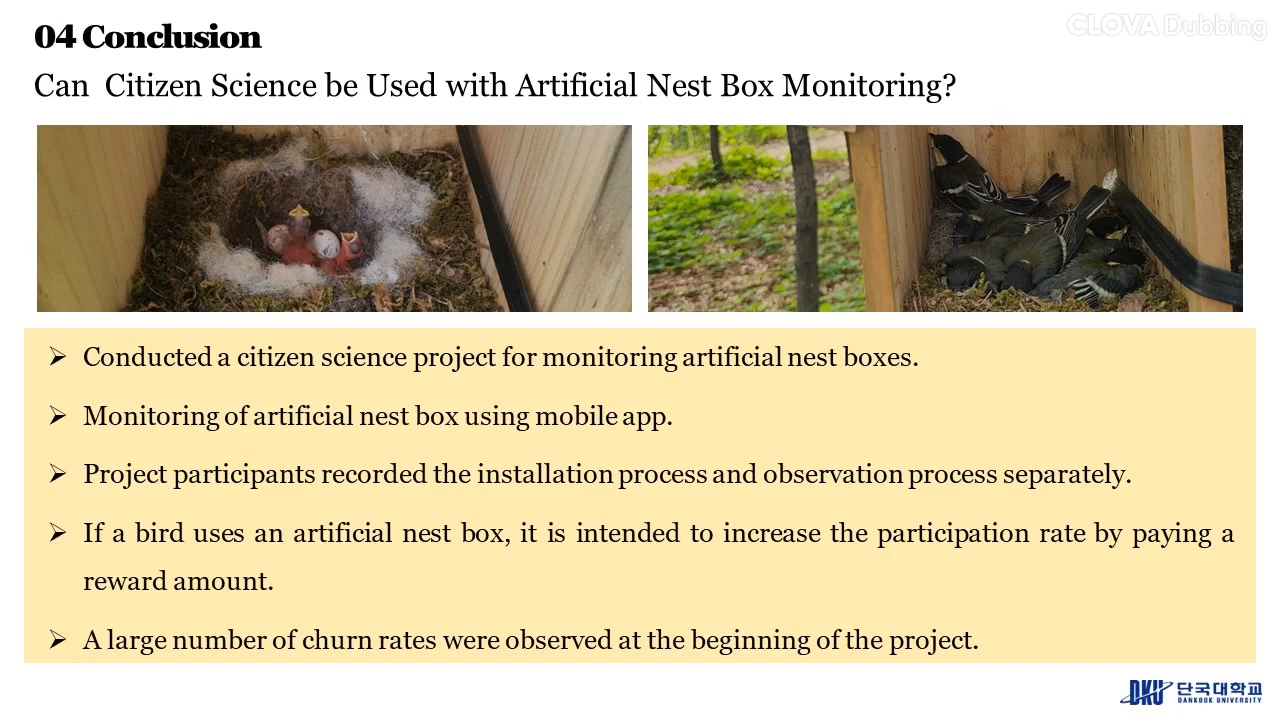 CLOVA Dubbing
04 Conclusion
Can Citizen Science be Used with Artificial Nest Box Monitoring?
➢ Conducted a citizen science project for monitoring artificial nest boxes.
➢ Monitoring of artificial nest box using mobile app.
➢ Project participants recorded the installation process and observation process separately.
➢ If a bird uses an artificial nest box, it is intended to increase the participation rate by paying a
reward amount.
➢ A large number of churn rates were observed at the beginning of the project.
DKU 단국대학교
DANKOOK UNIVERSITY